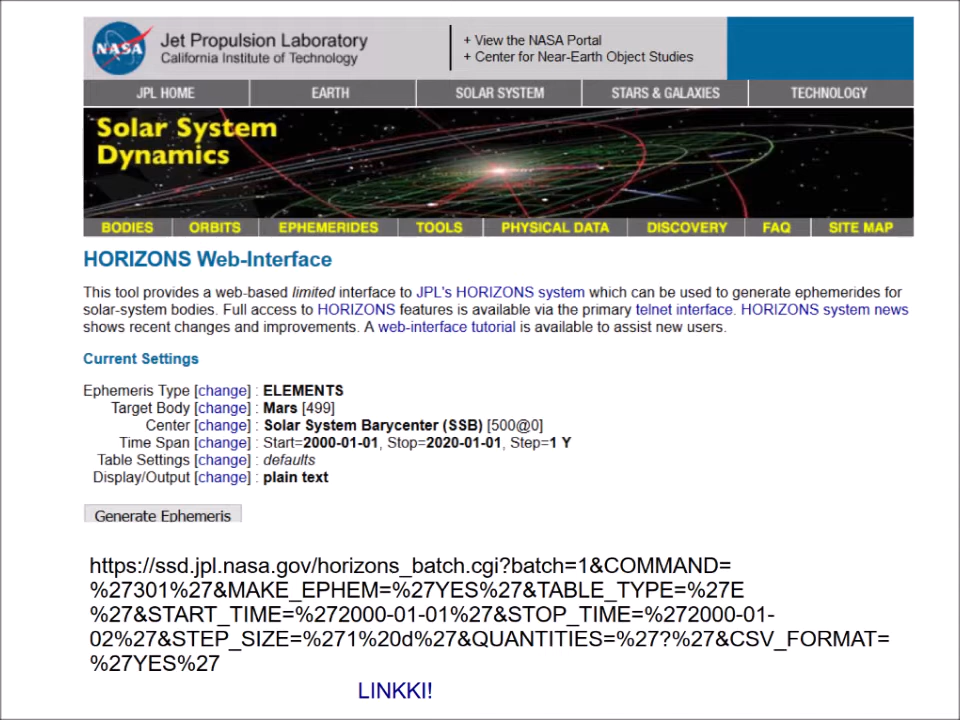 NASA
Jet Propulsion Laboratory
California Institute of Technology
+ View the NASA Portal
+ Center for Near-Earth Object Studies
JPL HOME
EARTH
SOLAR SYSTEM
STARS & GALAXIES
TECHNOLOGY
Solar System
Dynamics
BODIES
ORBITS
EPHEMERIDES
TOOLS
PHYSICAL DATA
DISCOVERY
FAQ
SITE MAP
HORIZONS Web-Interface
This tool provides a web-based limited interface to JPL's HORIZONS system which can be used to generate ephemerides for
solar-system bodies. Full access to HORIZONS features is available via the primary telnet interface. HORIZONS system news
shows recent changes and improvements. A web-interface tutorial is available to assist new users.
Current Settings
Ephemeris Type [change] : ELEMENTS
Target Body [change] : Mars [499]
Center [change] : Solar System Barycenter (SSB) [500@0]
Time Span [change] : Start=2000-01-01, Stop=2020-01-01, Step=1 Y
Table Settings [change] : defaults
Display/Output [change] : plain text
Generate Ephemeris
https://ssd.jpl.nasa.gov/horizons_batch.cgi?batch=1&COMMAND=
%27301%27&MAKE_EPHEM=%27YES%27&TABLE_TYPE=%27E
%27&START_TIME=%272000-01-01%27&STOP_TIME=%272000-01-
02%27&STEP_SIZE=%271%20d%27&QUANTITIES=%27?%27&CSV_FORMAT=
%27YES%27
LINKKI!